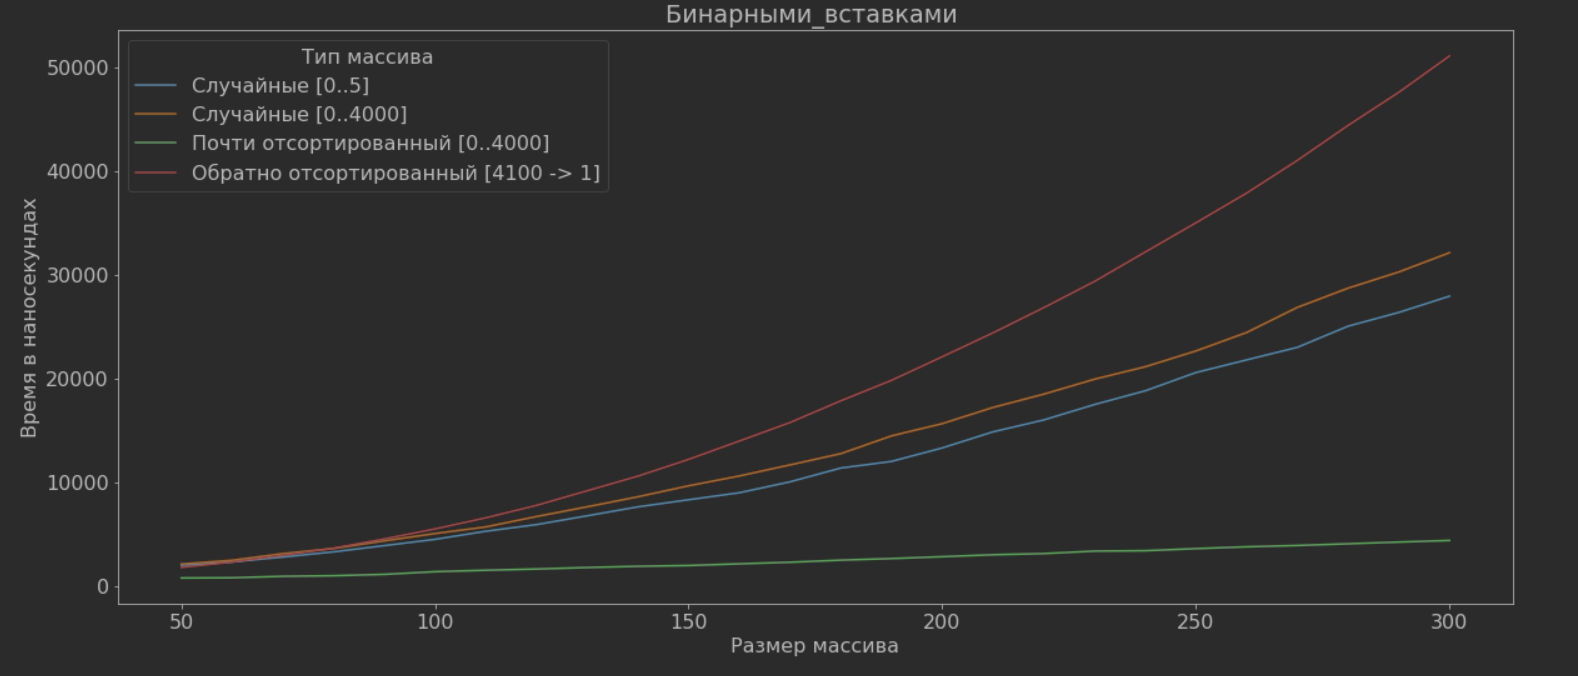 Бинарными_вставками
Тип массива
Случайные [0..5]
Случайные [0..4000]
Почти отсортированный [0..4000]
Обратно отсортированный [4100 -> 1]
Время в наносекундах
50000
40000
30000
20000
10000
0
50 100 150 200 250 300
Размер массива